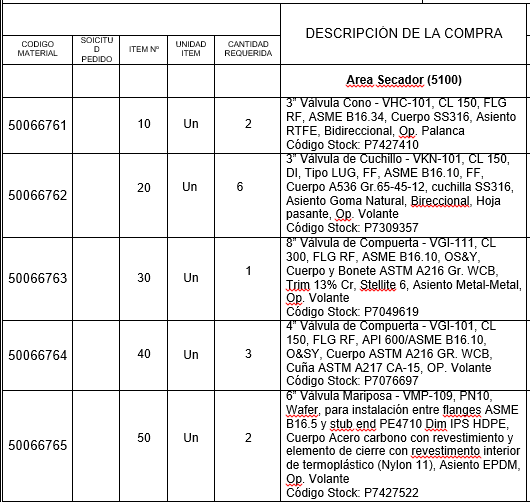 CODIGO MATERIAL
SOICITU D PEDIDO
ITEM Nº
UNIDAD ITEM
CANTIDAD REQUERIDA
DESCRIPCIÓN DE LA COMPRA
Area Secador (5100)
50066761
10
Un
2
3” Válvula Cono - VHC-101, CL 150, FLG
RF, ASME B16.34, Cuerpo SS316, Asiento
RTFE, Bidireccional, Op. Palanca
Código Stock: P7427410
50066762
20
Un
6
3” Válvula de Cuchillo - VKN-101, CL 150,
DI, Tipo LUG, FF, ASME B16.10, FF,
Cuerpo A536 Gr.65-45-12, cuchilla SS316,
Asiento Goma Natural, Bireccional, Hoja
pasante, Op. Volante
Código Stock: P7309357
50066763
30
Un
1
8” Válvula de Compuerta - VGI-111, CL
300, FLG RF, ASME B16.10, OS&Y,
Cuerpo y Bonete ASTM A216 Gr. WCB,
Trim 13% Cr, Stellite 6, Asiento Metal-Metal,
Op. Volante
Código Stock: P7049619
50066764
40
Un
3
4” Válvula de Compuerta - VGI-101, CL
150, FLG RF, API 600/ASME B16.10,
O&SY, Cuerpo ASTM A216 GR. WCB,
Cuña ASTM A217 CA-15, OP. Volante
Código Stock: P7076697
50066765
50
Un
2
6” Válvula Mariposa - VMP-109, PN10,
Wafer, para instalación entre flanges ASME
B16.5 y stub end PE4710 Dim IPS HDPE,
Cuerpo Acero carbono con revestimiento y
elemento de cierre con revestimento interior
de termoplástico (Nylon 11), Asiento EPDM,
Op. Volante
Código Stock: P7427522